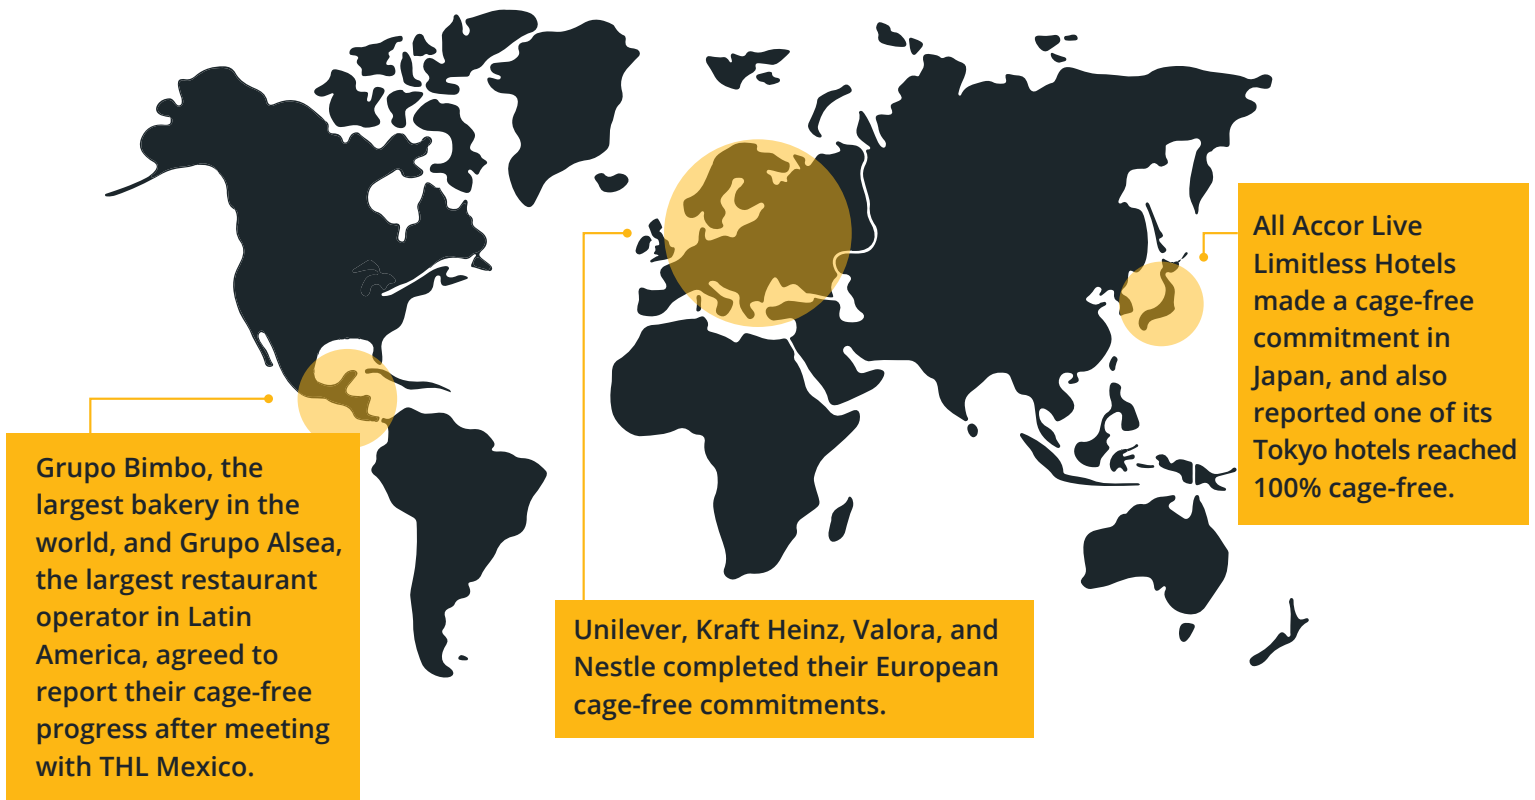 All Accor Live
Limitless Hotels
made a cage-free
commitment in
Japan, and also
reported one of its
Tokyo hotels reached
100% cage-free.
Grupo Bimbo, the
largest bakery in the
world, and Grupo Alsea,
the largest restaurant
operator in Latin
America, agreed to
report their cage-free
progress after meeting
with THL Mexico.
Unilever, Kraft Heinz, Valora, and
Nestle completed their European
cage-free commitments.